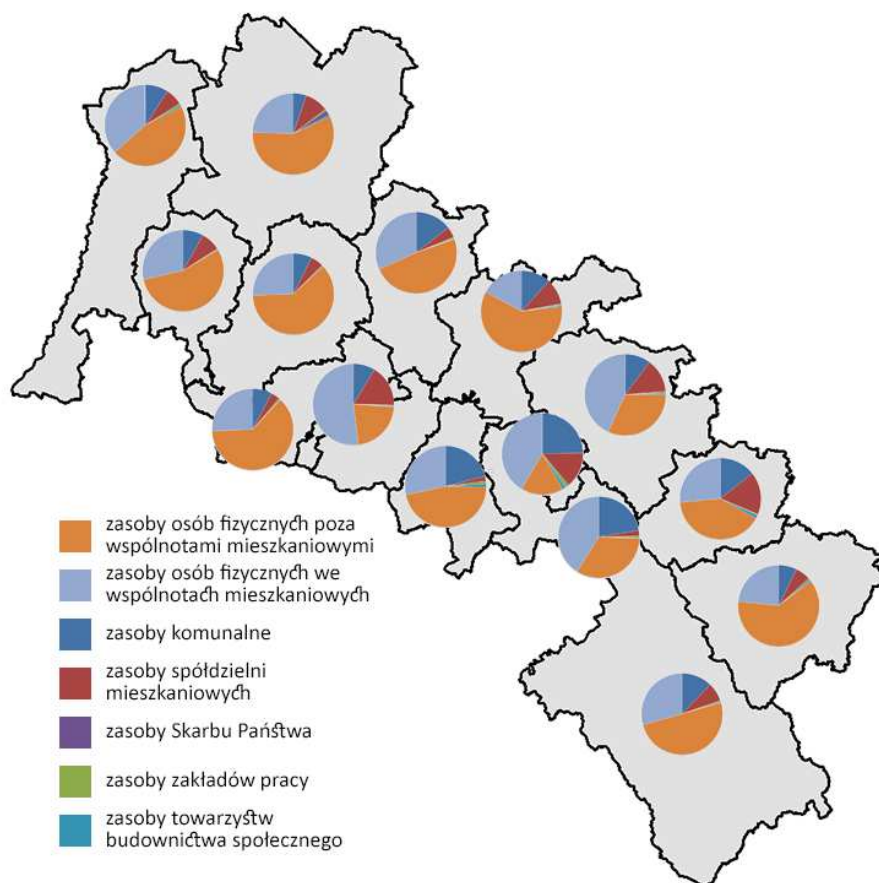 zasoby osób fizycznych poza
wspólnotami mieszkaniowymi
zasoby osób fizycznych we
wspólnotach mieszkaniowych
zasoby komunalne
zasoby spółdzielni
mieszkaniowych
zasoby Skarbu Państwa
zasoby zakładów pracy
zasoby towarzystw
budownictwa społecznego